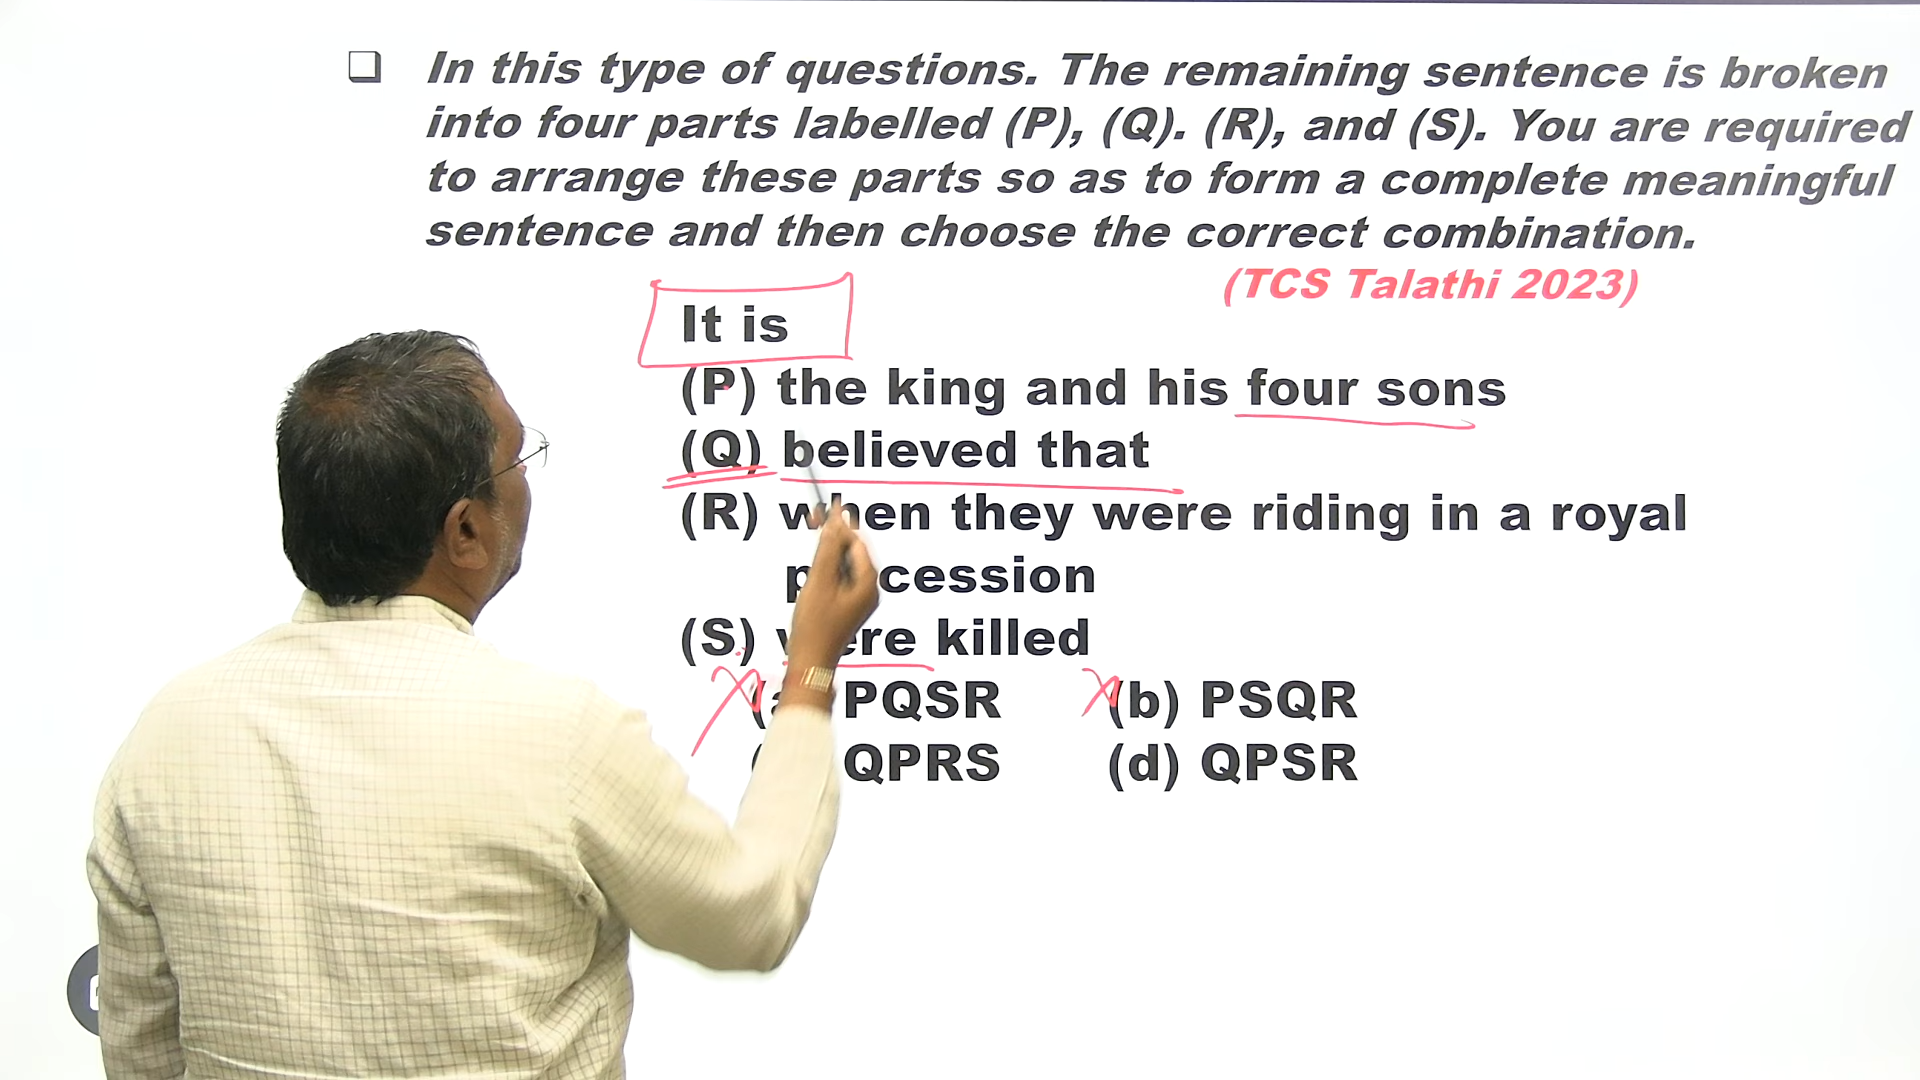 In this type of questions. The remaining sentence is broken
into four parts labelled (P), (Q). (R), and (S). You are required
to arrange these parts so as to form a complete meaningful
sentence and then choose the correct combination.
(TCS Talathi 2023)
It is
(P) the king and his four sons
(Q) believed that
(R) when they were riding in a royal
(S) were killed
PQSR (b) PSQR
QPRS (d) QPSR